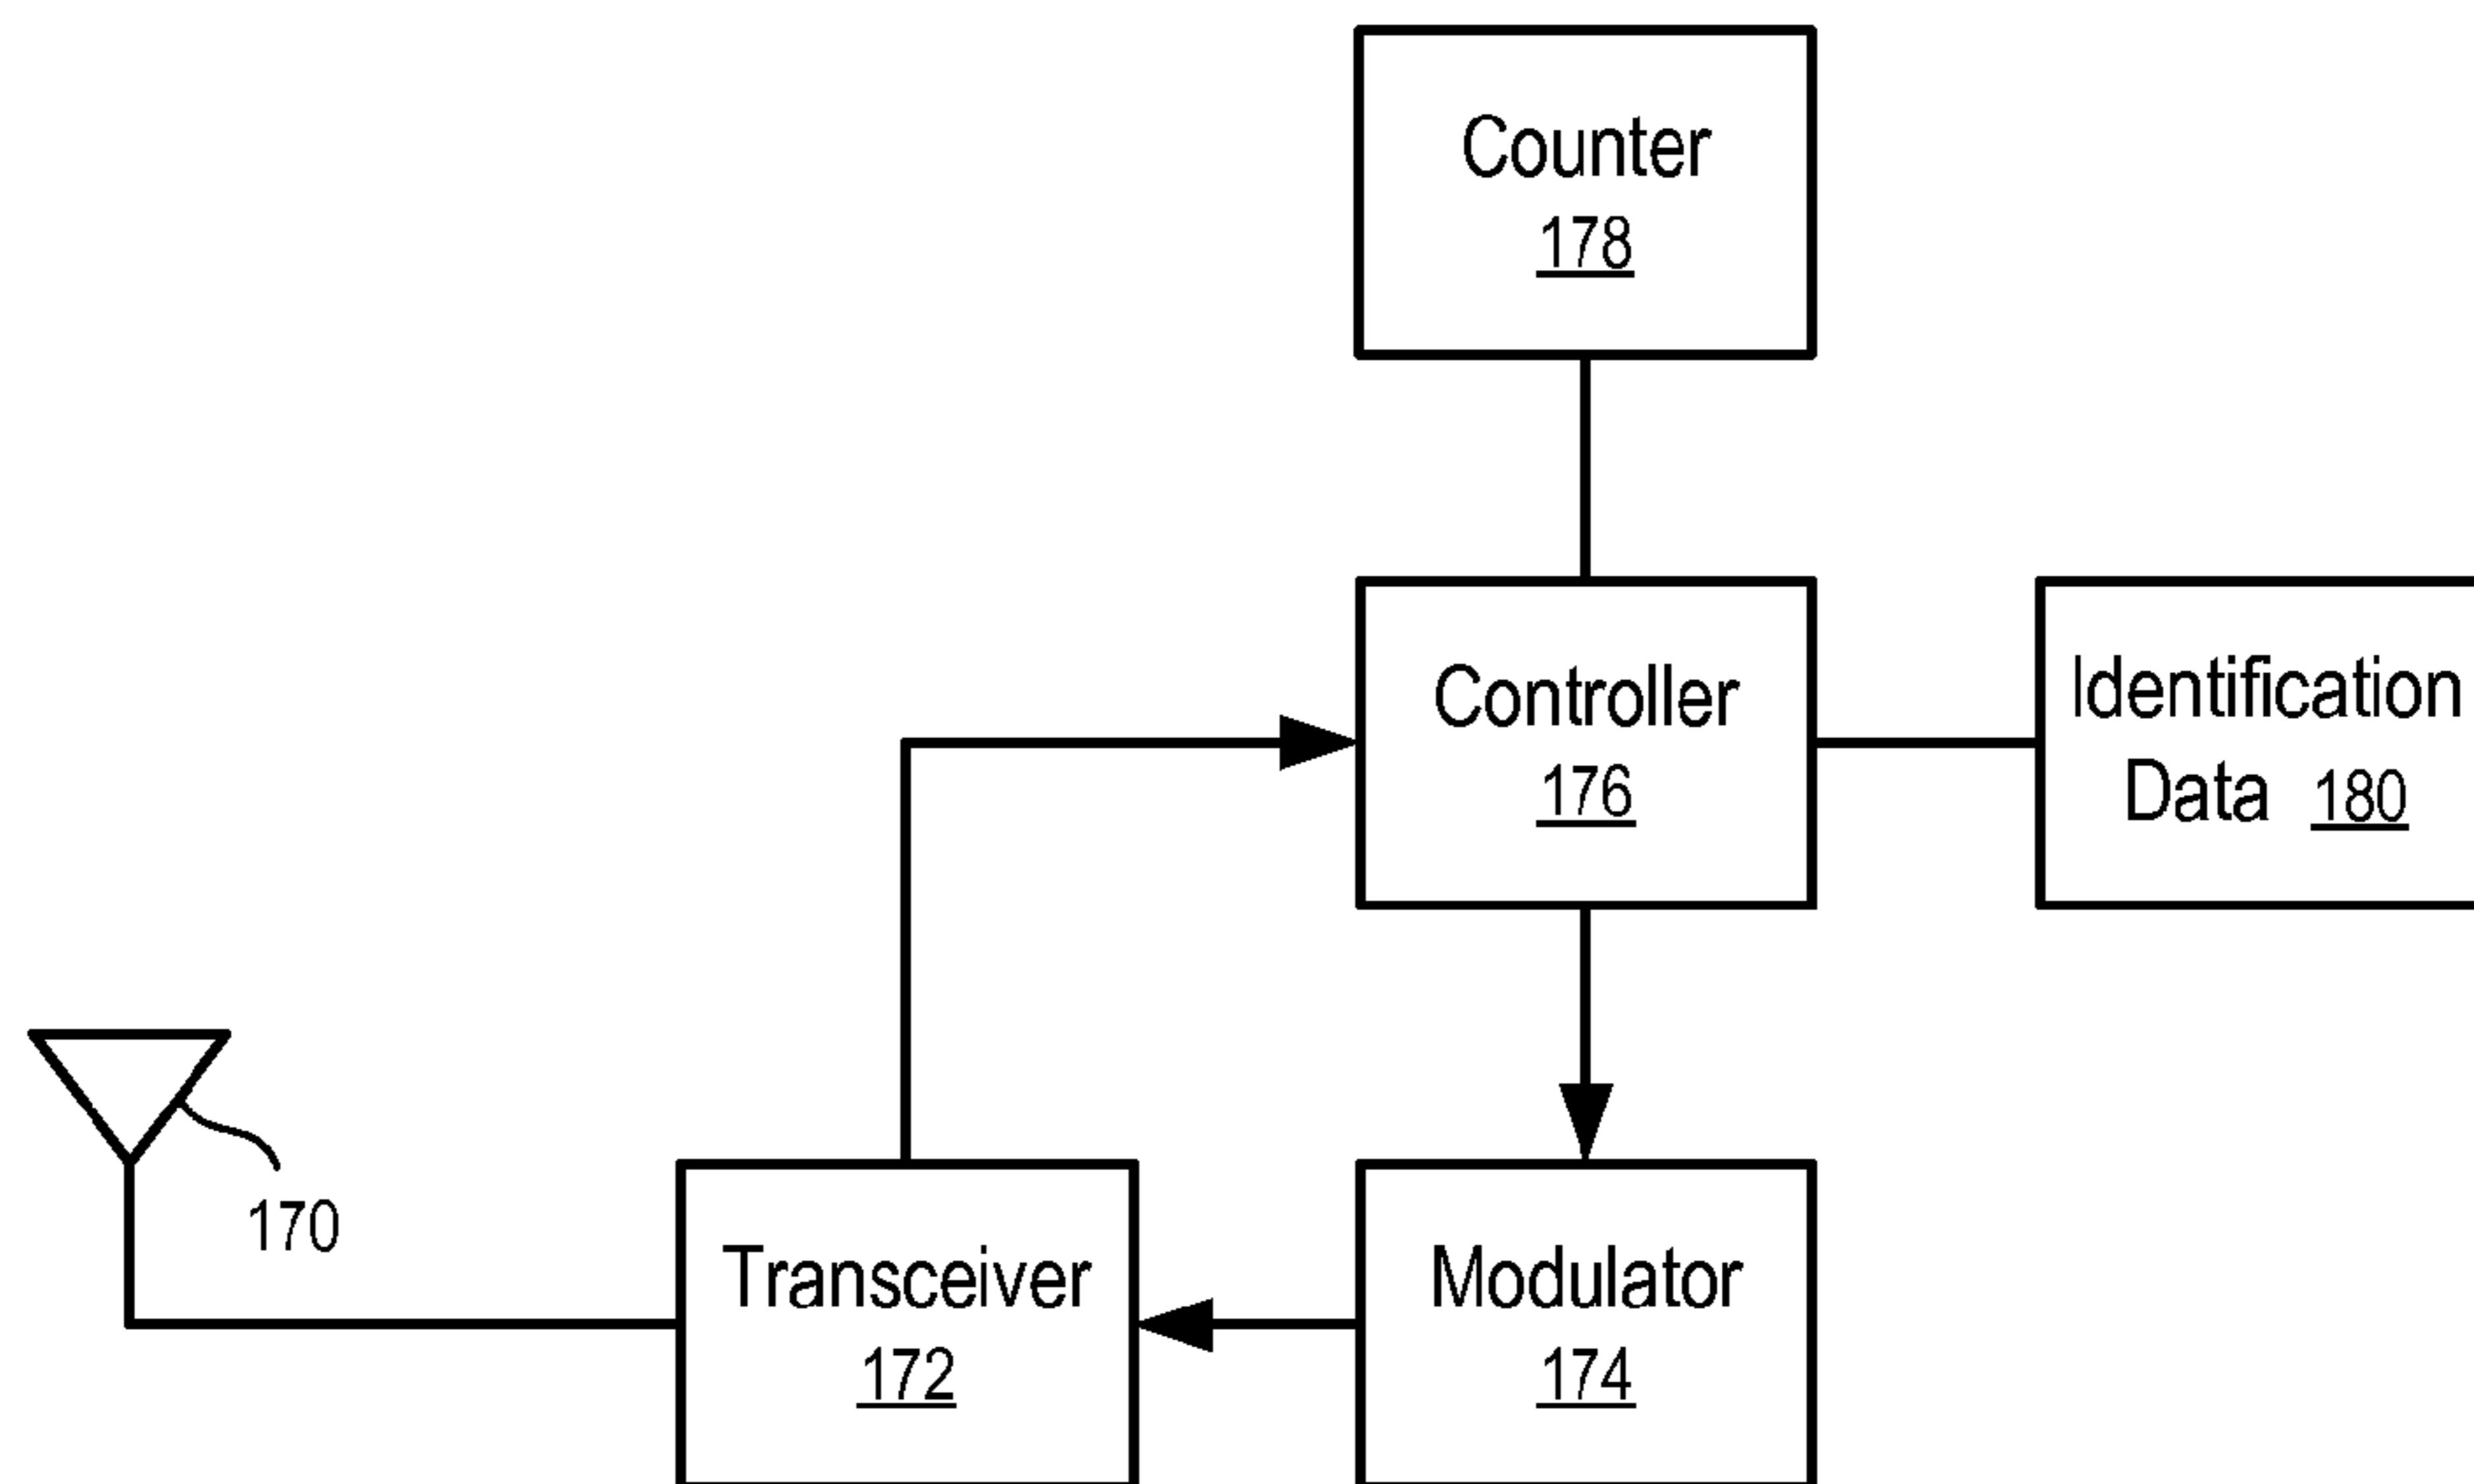 Counter
178
Controller
176
Identification
Data 180
170
Transceiver
172
Modulator
174